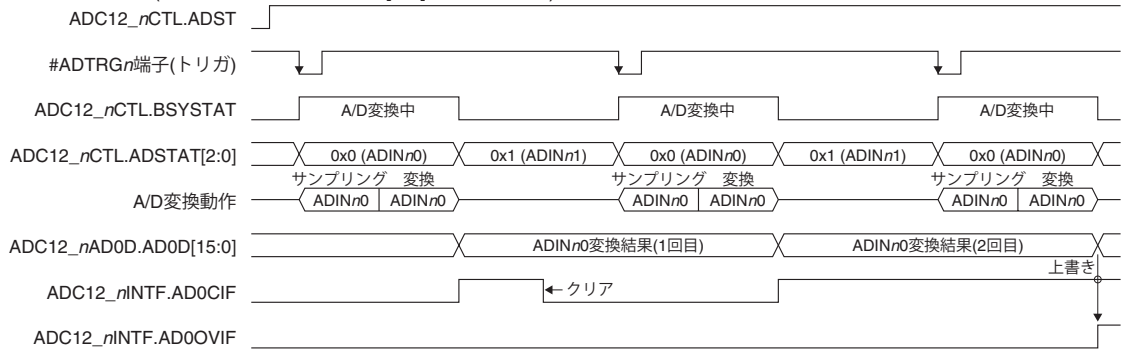 ADC12_nCTL.ADST
#ADTRGn端子(トリガ)
ADC12_nCTL.BSYSTAT A/D変換中 A/D変換中 A/D変換中
ADC12_nCTL.ADSTAT[2:0] 0x0 (ADINn0) 0x1 (ADINn1) 0x0 (ADINn0) 0x1 (ADINn1) 0x0 (ADINn0)
サンプリング 変換 サンプリング 変換 サンプリング 変換
A/D変換動作 ADINn0 ADINn0 ADINn0 ADINn0 ADINn0 ADINn0
ADC12_nAD0D.AD0D[15:0] ADINn0変換結果(1回目) ADINn0変換結果(2回目)
上書き
ADC12_nINTF.AD0CIF クリア
ADC12_nINTF.AD0OVIF